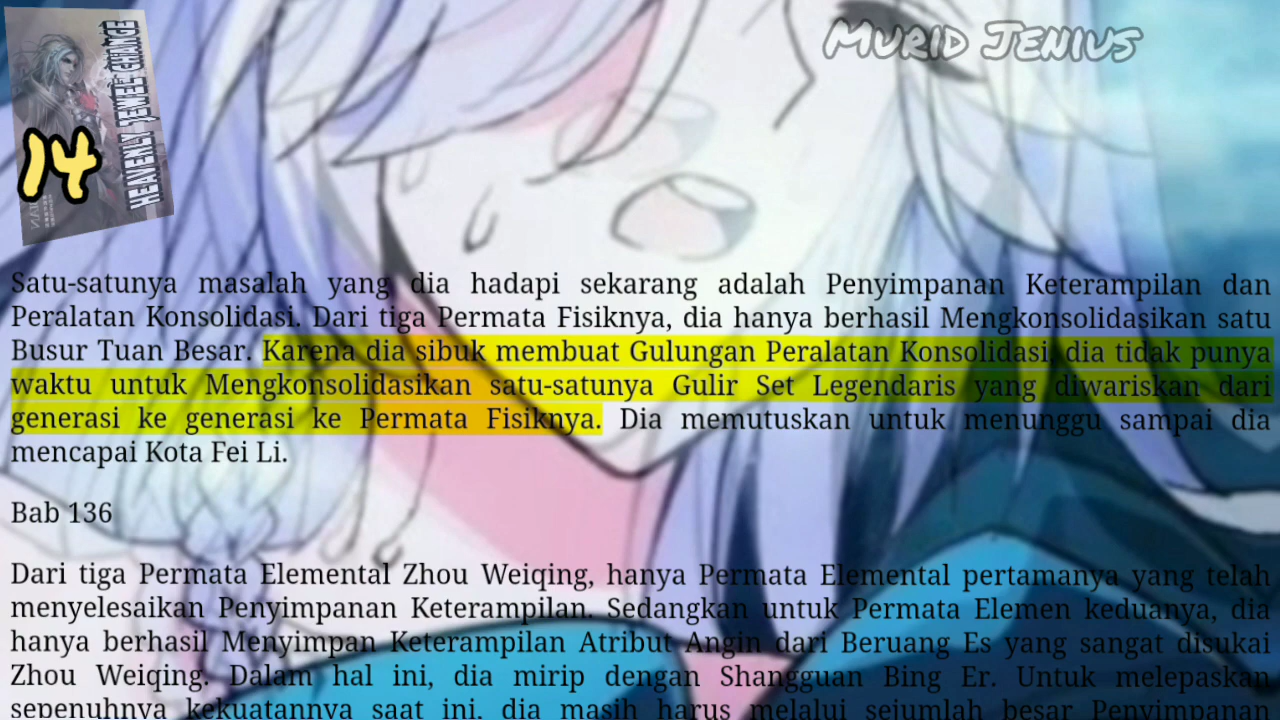 MURID JENIUS
HEAVENLY JEWEL CHANGE
14
Satu-satunya masalah yang dia hadapi sekarang adalah Penyimpanan Keterampilan dan
Peralatan Konsolidasi. Dari tiga Permata Fisiknya, dia hanya berhasil Mengkonsolidasikan satu
Busur Tuan Besar. Karena dia sibuk membuat Gulungan Peralatan Konsolidasi, dia tidak punya
waktu untuk Mengkonsolidasikan satu-satunya Gulir Set Legendaris yang diwariskan dari
generasi ke generasi ke Permata Fisiknya. Dia memutuskan untuk menunggu sampai dia
mencapai Kota Fei Li.
Bab 136
Dari tiga Permata Elemental Zhou Weiqing, hanya Permata Elemental pertamanya yang telah
menyelesaikan Penyimpanan Keterampilan. Sedangkan untuk Permata Elemen keduanya, dia
hanya berhasil Menyimpan Keterampilan Atribut Angin dari Beruang Es yang sangat disukai
Zhou Weiqing. Dalam hal ini, dia mirip dengan Shangguan Bing Er. Untuk melepaskan
sepenuhnya kekuatannya saat ini, dia masih harus melalui sejumlah besar Penyimpanan